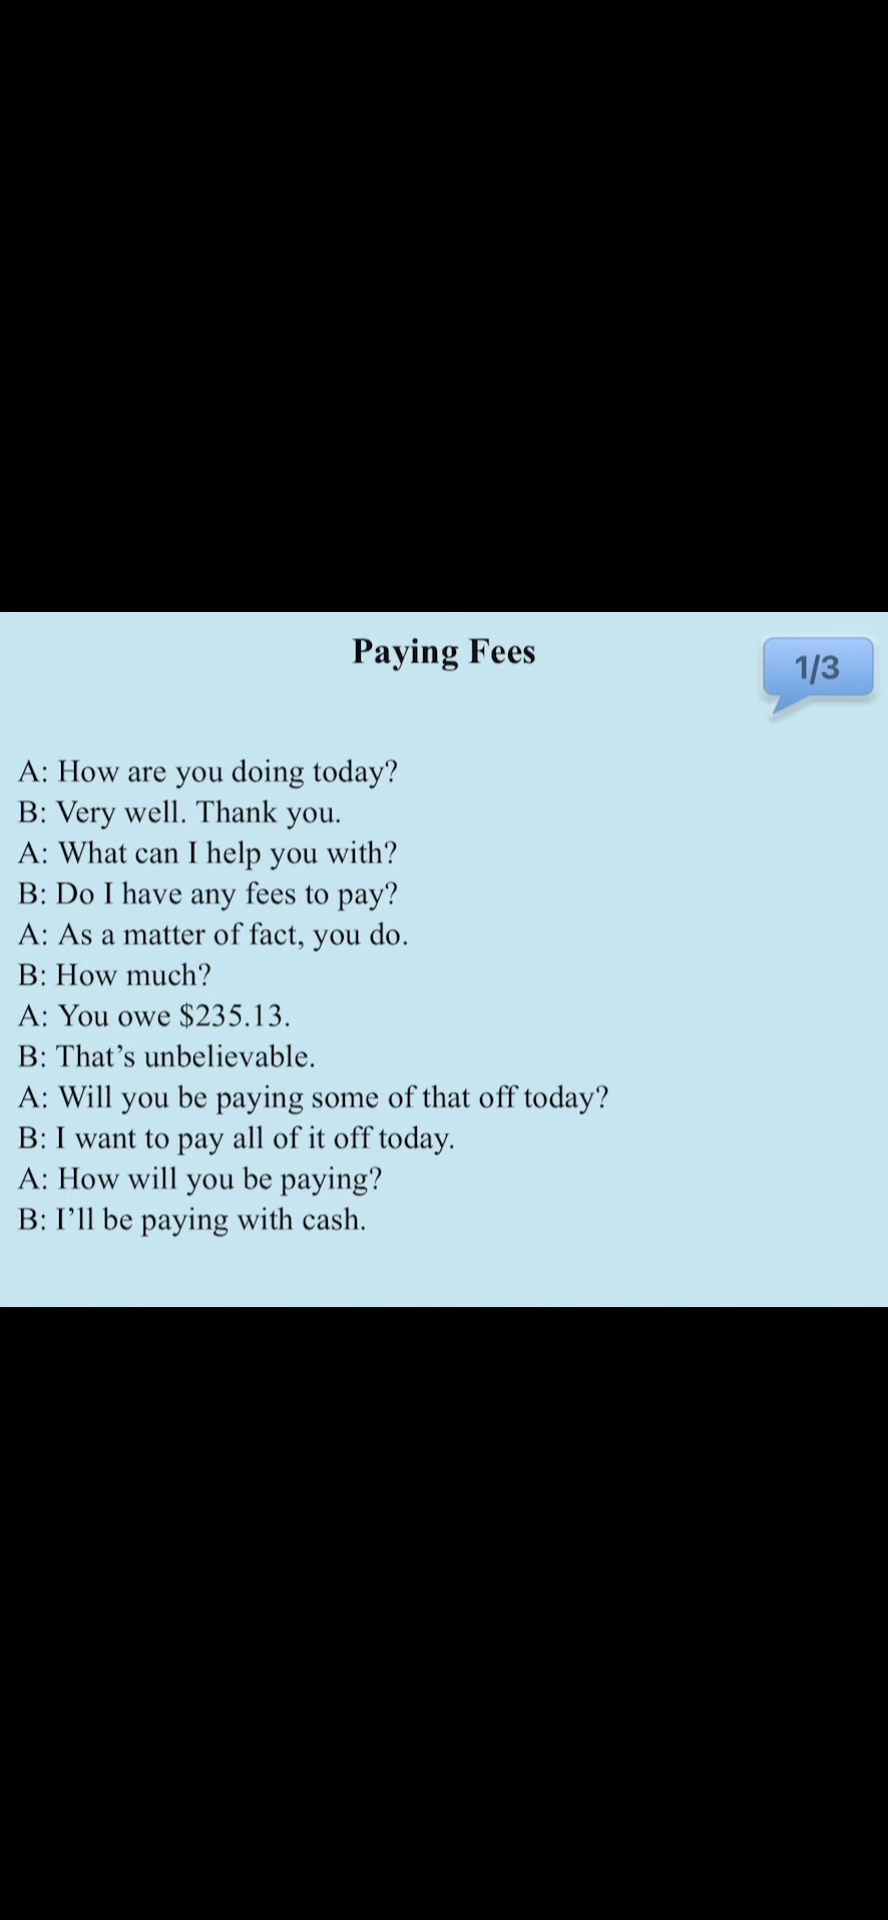 Paying Fees
1/3
A: How are you doing today?
B: Very well. Thank you.
A: What can I help you with?
B: Do I have any fees to pay?
A: As a matter of fact, you do.
B: How much?
A: You owe $235.13.
B: That’s unbelievable.
A: Will you be paying some of that off today?
B: I want to pay all of it off today.
A: How will you be paying?
B: I’ll be paying with cash.